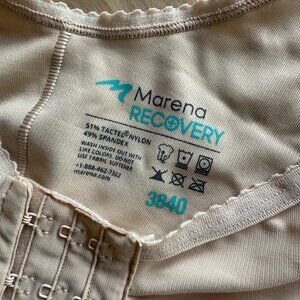 Marena
RECOVERY
51% TACTEL® NYLON
49% SPANDEX
WASH INSIDE OUT WITH
LIKE COLORS. DO NOT
USE FABRIC SOFTENER.
+1-888-462-7362
marena.com
3840